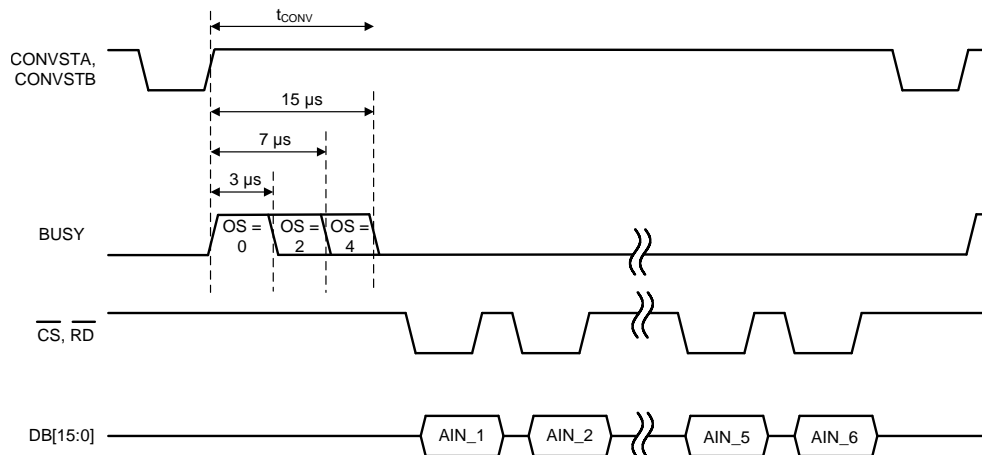 tCONV
CONVSTA,
CONVSTB
15 µs
7 µs
3 µs
BUSY
OS =
0
OS =
2
OS =
4
CS, RD
DB[15:0]
AIN_1
AIN_2
AIN_5
AIN_6